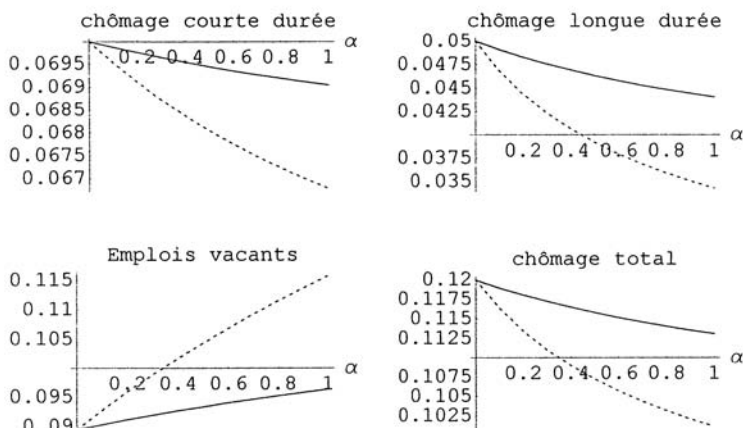 chômage courte durée
α
0.2 0.4 0.6 0.8 1
0.0695
0.069
0.0685
0.068
0.0675
0.067
chômage longue durée
0.05
0.0475
0.045
0.0425
α
0.2 0.4 0.6 0.8 1
0.0375
0.035
Emplois vacants
0.115
0.11
0.105
α
0.2 0.4 0.6 0.8 1
0.095
0.09
chômage total
0.12
0.1175
0.115
0.1125
α
0.2 0.4 0.6 0.8 1
0.1075
0.105
0.1025